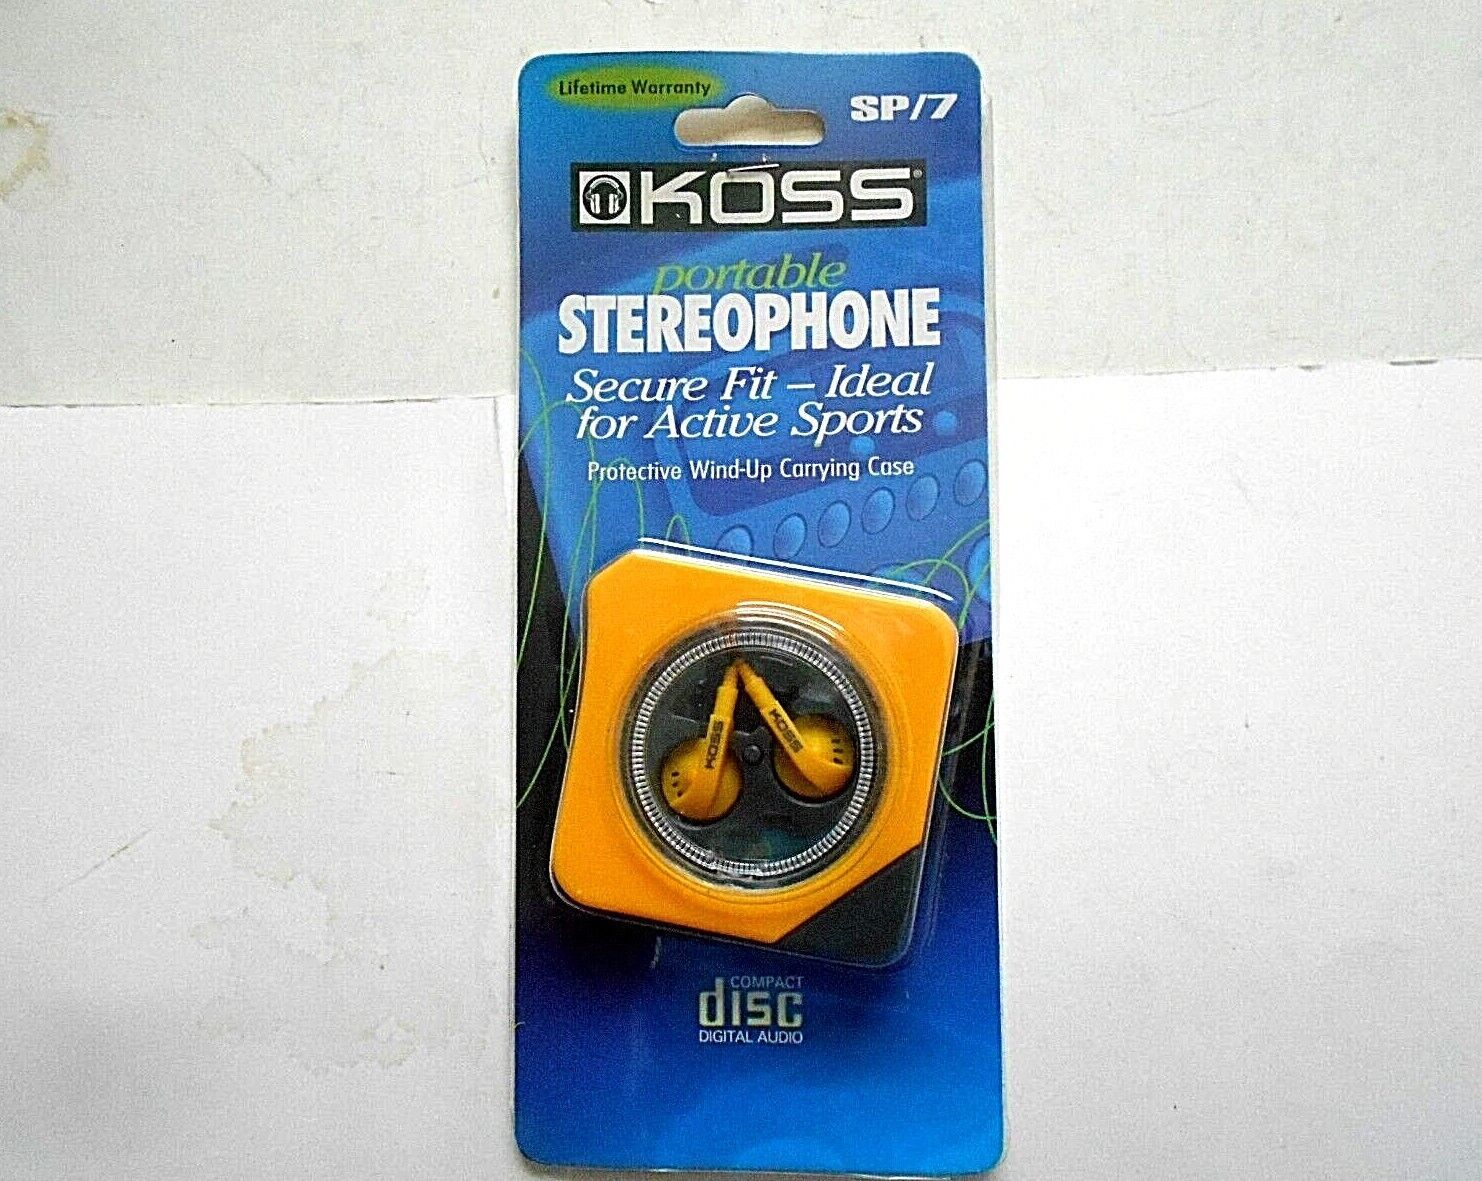 Lifetime Warranty
SP/7
KOSS®
portable
STEREOPHONE
Secure Fit – Ideal
for Active Sports
Protective Wind-Up Carrying Case
KOSS
KOSS
COMPACT
disc
DIGITAL AUDIO